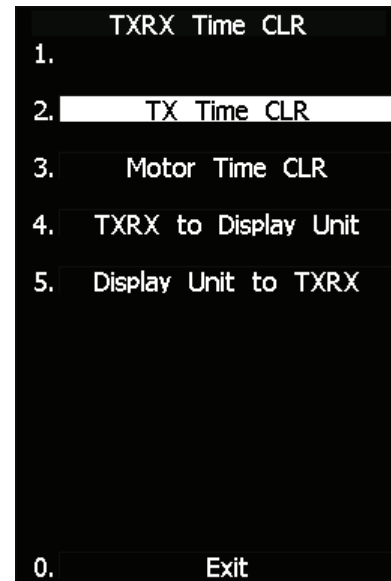 TXRX Time CLR
1.
2. TX Time CLR
3. Motor Time CLR
4. TXRX to Display Unit
5. Display Unit to TXRX
0. Exit